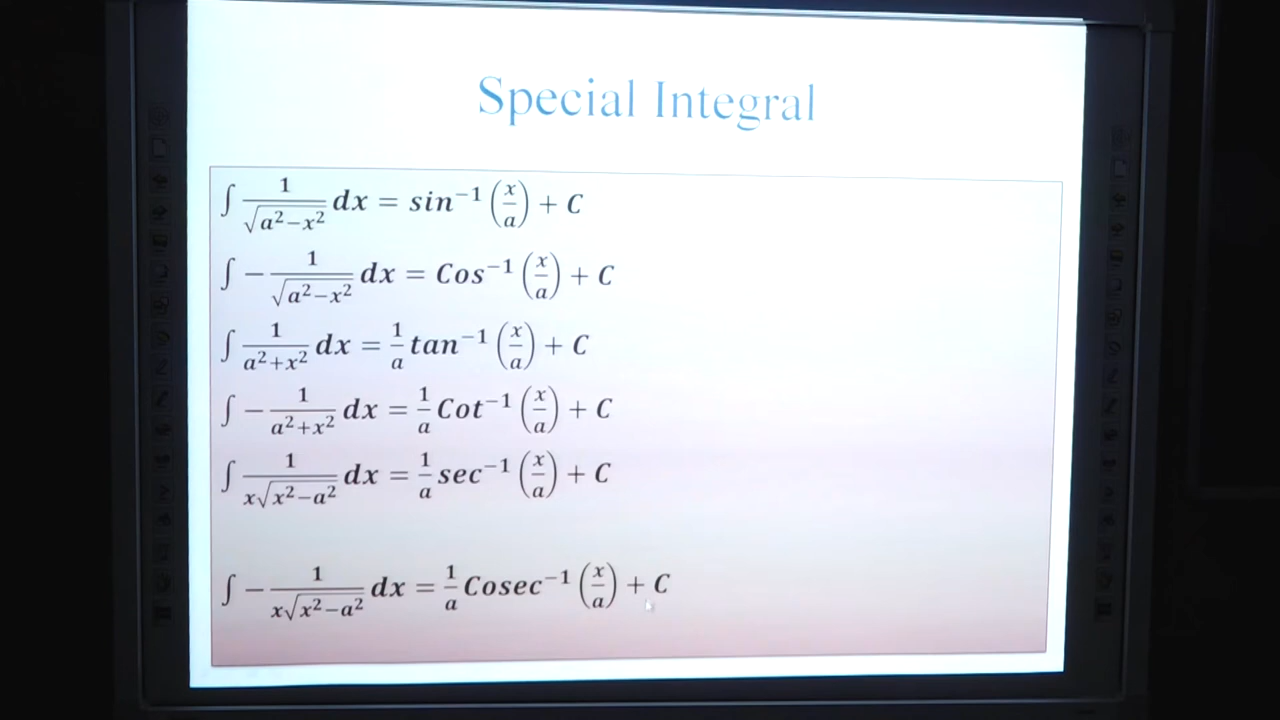 Special Integral
∫ 1/√(a²−x²) dx = sin⁻¹ (x/a) + C
∫ − 1/√(a²−x²) dx = Cos⁻¹ (x/a) + C
∫ 1/(a²+x²) dx = 1/a tan⁻¹ (x/a) + C
∫ − 1/(a²+x²) dx = 1/a Cot⁻¹ (x/a) + C
∫ 1/(x√(x²−a²)) dx = 1/a sec⁻¹ (x/a) + C
∫ − 1/(x√(x²−a²)) dx = 1/a Cosec⁻¹ (x/a) + C